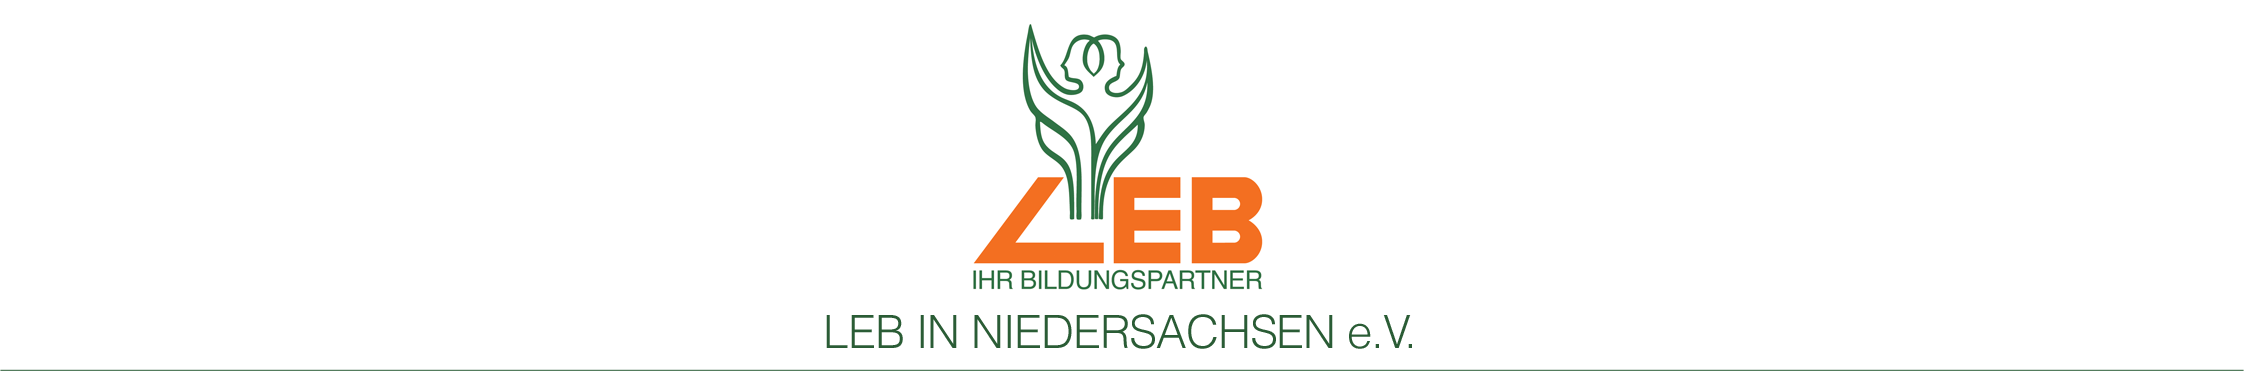 LEB
IHR BILDUNGSPARTNER
LEB IN NIEDERSACHSEN e.V.